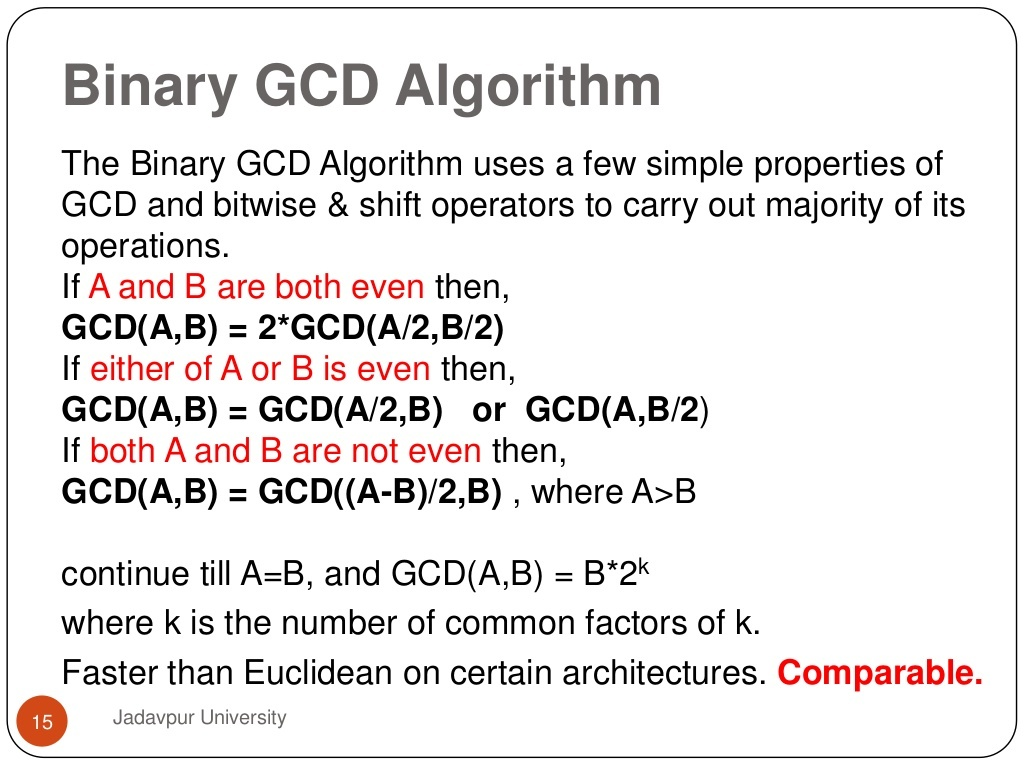 Binary GCD Algorithm
The Binary GCD Algorithm uses a few simple properties of
GCD and bitwise & shift operators to carry out majority of its
operations.
If A and B are both even then,
GCD(A,B) = 2*GCD(A/2,B/2)
If either of A or B is even then,
GCD(A,B) = GCD(A/2,B)   or  GCD(A,B/2)
If both A and B are not even then,
GCD(A,B) = GCD((A-B)/2,B) , where A>B
continue till A=B, and GCD(A,B) = B*2ᵏ
where k is the number of common factors of k.
Faster than Euclidean on certain architectures. Comparable.
15 Jadavpur University